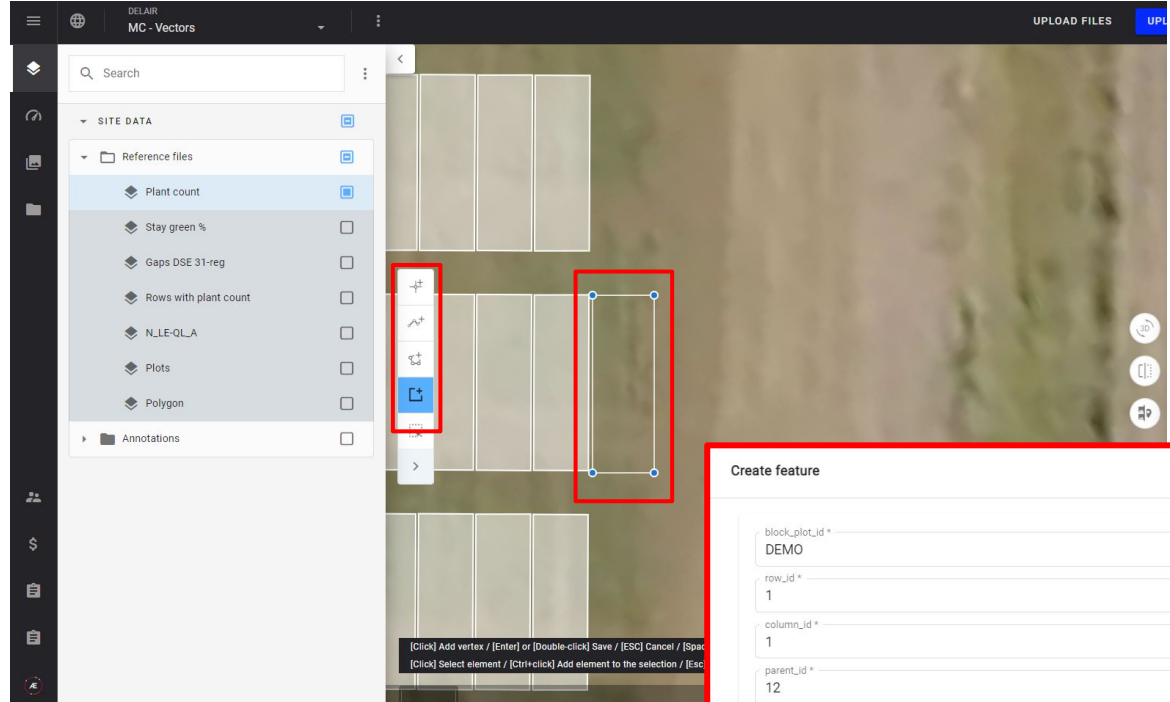 DELAIR
MC - Vectors
UPLOAD FILES
UPL
Search
SITE DATA
Reference files
Plant count
Stay green %
Gaps DSE 31-reg
Rows with plant count
N_LE-QL_A
Plots
Polygon
Annotations
3D
[Click] Add vertex / [Enter] or [Double-click] Save / [ESC] Cancel / [Spac
[Click] Select element / [Ctrl+click] Add element to the selection / [Esc
Create feature
block_plot_id *
DEMO
row_id *
1
column_id *
1
parent_id *
12
Æ